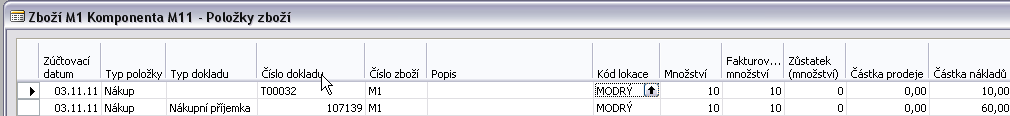 Zboží M1 Komponenta M11 - Položky zboží
Zúčtovací datum Typ položky Typ dokladu Číslo dokladu Číslo zboží Popis Kód lokace Množství Fakturov... množství Zůstatek (množství) Částka prodeje Částka nákladů
03.11.11 Nákup T00032 M1 MODRÝ 10 10 0 0,00 10,00
03.11.11 Nákup Nákupní příjemka 107139 M1 MODRÝ 10 10 0 0,00 60,00